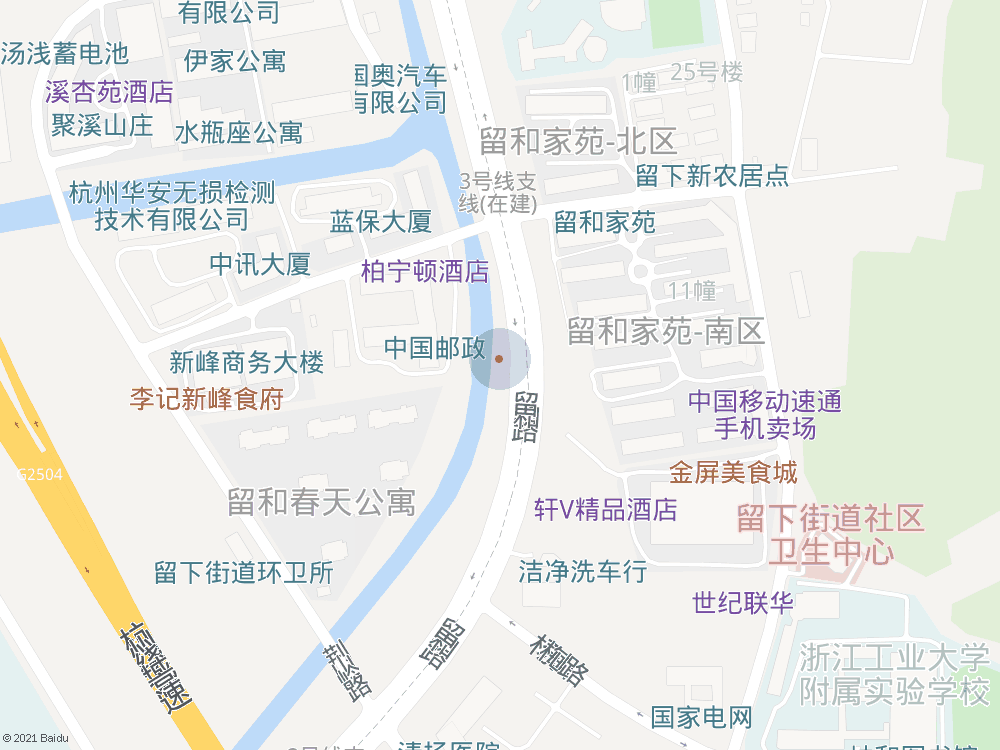 有限公司
汤浅蓄电池
伊家公寓
国奥汽车
有限公司
1幢
25号楼
溪杏苑酒店
聚溪山庄
水瓶座公寓
留和家苑-北区
3号线支
线(在建)
留下新农居点
杭州华安无损检测
技术有限公司
蓝保大厦
留和家苑
中讯大厦
柏宁顿酒店
11幢
留和家苑-南区
中国邮政
新峰商务大楼
李记新峰食府
留和路
中国移动速通
手机卖场
G2504
金屏美食城
留和春天公寓
轩V精品酒店
留下街道社区
卫生中心
留下街道环卫所
洁净洗车行
世纪联华
杭绕高速
荆山路
浙江工业大学
附属实验学校
国家电网
© 2021 Baidu